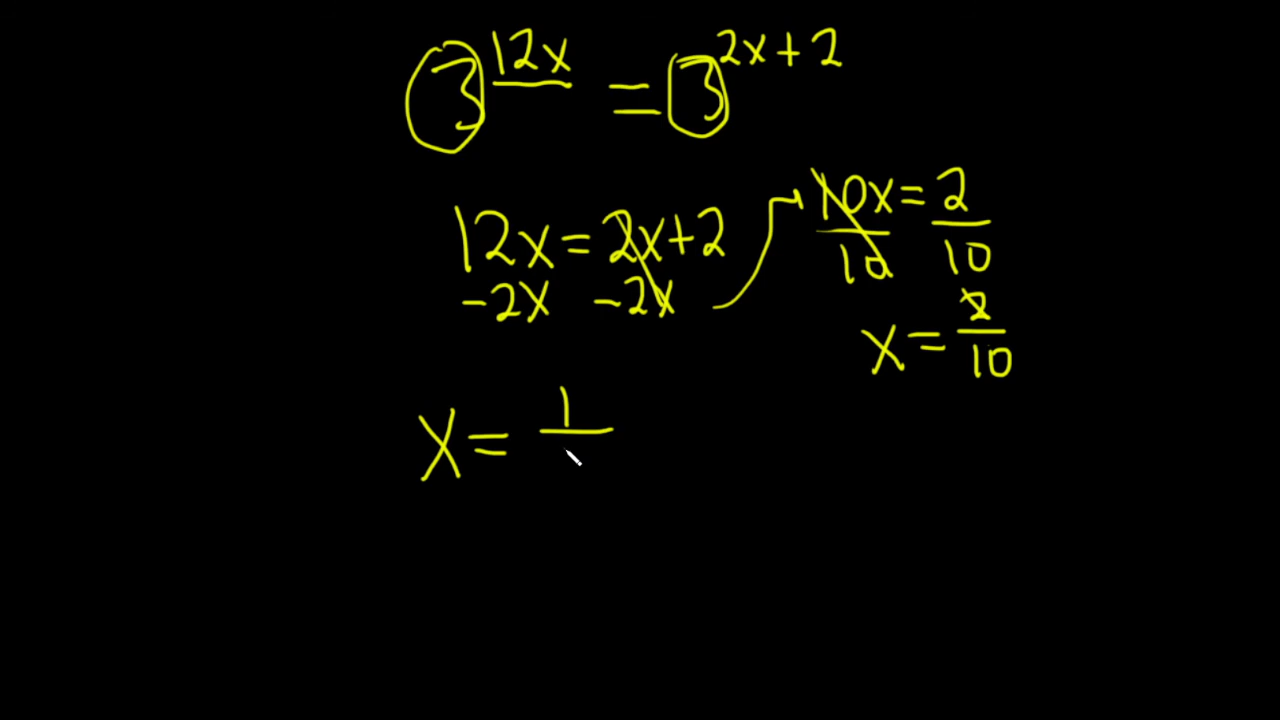 3^{12x} = 3^{2x+2}
12x = 2x+2
-2x -2x
10x = 2
10 10
x = 2/10
x = 1/